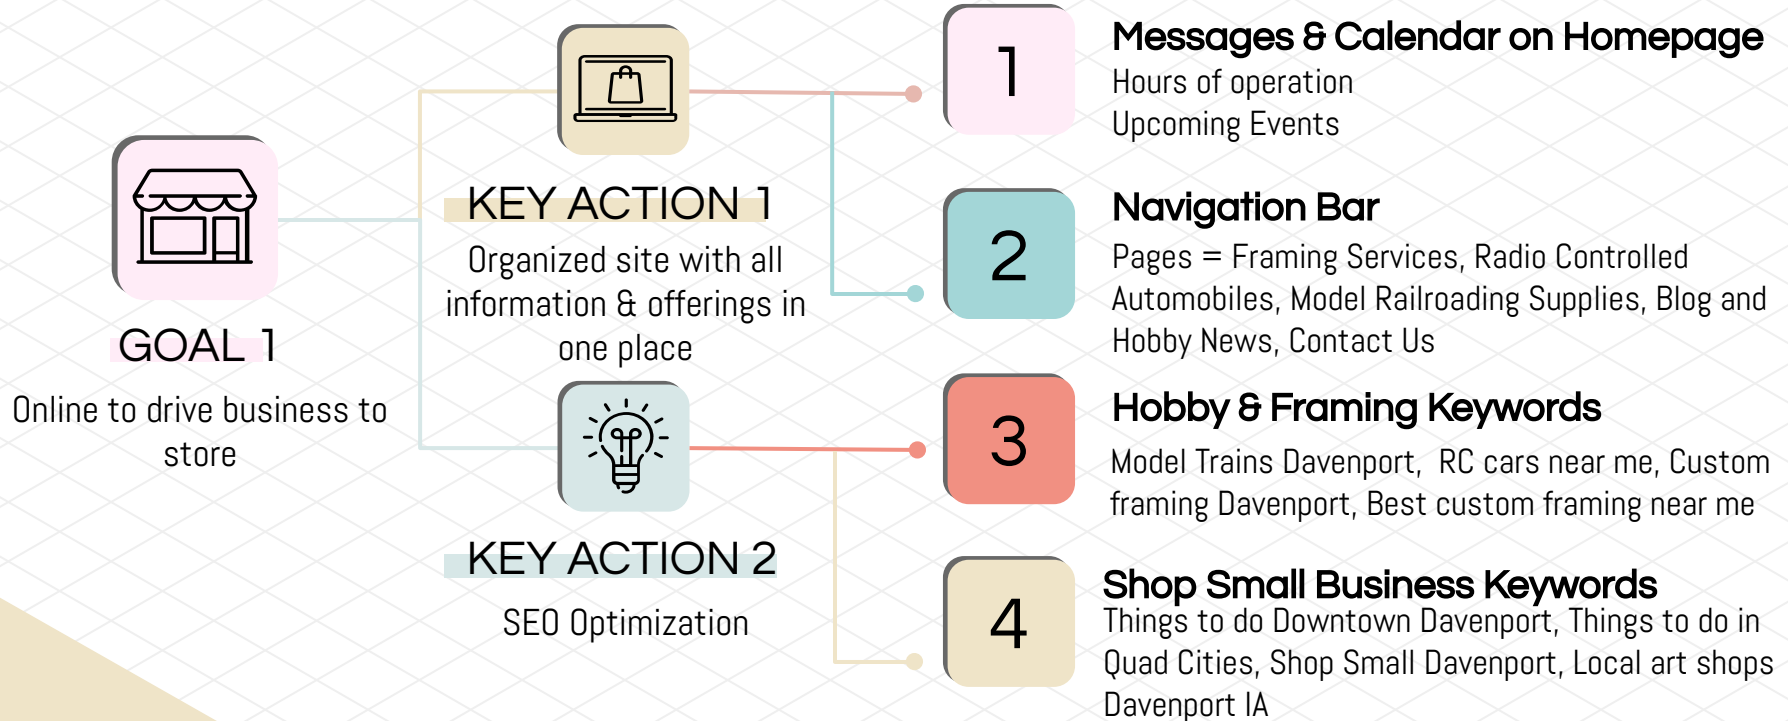 GOAL 1
Online to drive business to
store
KEY ACTION 1
Organized site with all
information & offerings in
one place
KEY ACTION 2
SEO Optimization
1
Messages & Calendar on Homepage
Hours of operation
Upcoming Events
2
Navigation Bar
Pages = Framing Services, Radio Controlled
Automobiles, Model Railroading Supplies, Blog and
Hobby News, Contact Us
3
Hobby & Framing Keywords
Model Trains Davenport, RC cars near me, Custom
framing Davenport, Best custom framing near me
4
Shop Small Business Keywords
Things to do Downtown Davenport, Things to do in
Quad Cities, Shop Small Davenport, Local art shops
Davenport IA